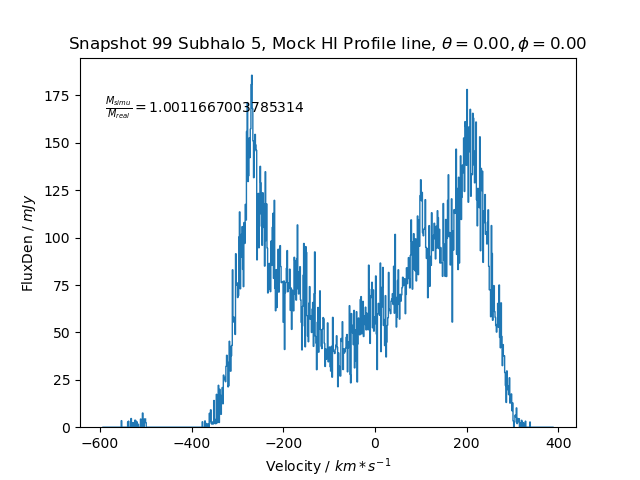 Snapshot 99 Subhalo 5, Mock HI Profile line, θ = 0.00, ϕ = 0.00
M_simu/M_real = 1.0011667003785314
FluxDen / mJy
175
150
125
100
75
50
25
0
−600 −400 −200 0 200 400
Velocity / km * s⁻¹